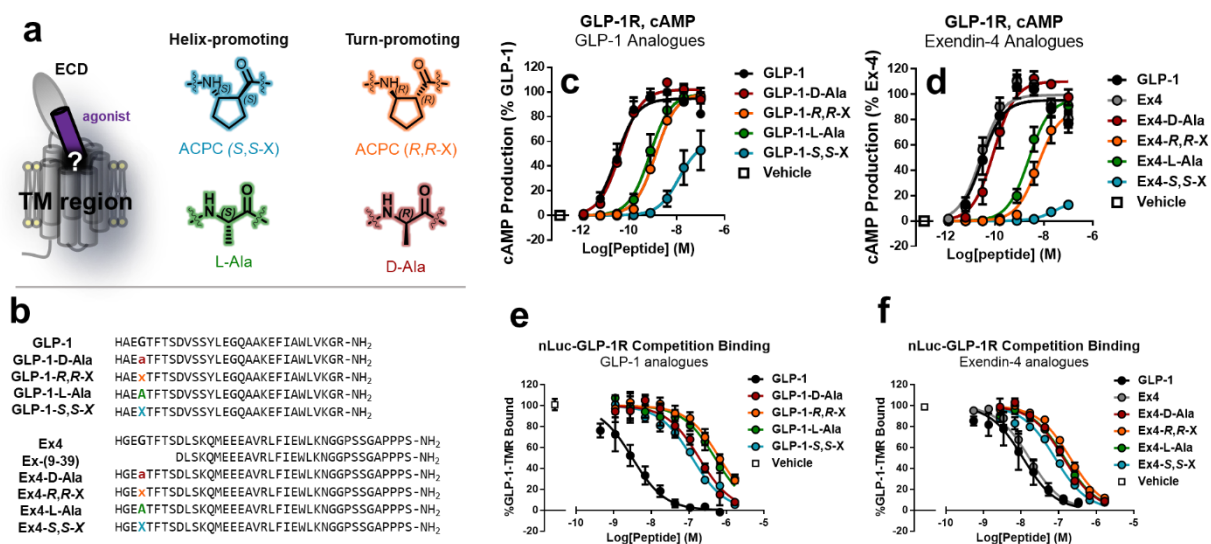 a
ECD
agonist
?
TM region
Helix-promoting
Turn-promoting
NH
(S)
(S)
O
ACPC (S,S-X)
NH
(R)
(R)
O
ACPC (R,R-X)
H
N
(S)
O
L-Ala
H
N
(R)
O
D-Ala
b
GLP-1 HAEGTFTSDVSSYLEGQAAKEFIAWLVKGR-NH2
GLP-1-D-Ala HAEaTFTSDVSSYLEGQAAKEFIAWLVKGR-NH2
GLP-1-R,R-X HAExTFTSDVSSYLEGQAAKEFIAWLVKGR-NH2
GLP-1-L-Ala HAEATFTSDVSSYLEGQAAKEFIAWLVKGR-NH2
GLP-1-S,S-X HAEXTFTSDVSSYLEGQAAKEFIAWLVKGR-NH2
Ex4 HGEGTFTSDLSKQMEEEAVRLFIEWLKNGGPSSGAPPPS-NH2
Ex-(9-39) DLSKQMEEEAVRLFIEWLKNGGPSSGAPPPS-NH2
Ex4-D-Ala HGEaTFTSDLSKQMEEEAVRLFIEWLKNGGPSSGAPPPS-NH2
Ex4-R,R-X HGExTFTSDLSKQMEEEAVRLFIEWLKNGGPSSGAPPPS-NH2
Ex4-L-Ala HGEATFTSDLSKQMEEEAVRLFIEWLKNGGPSSGAPPPS-NH2
Ex4-S,S-X HGEXTFTSDLSKQMEEEAVRLFIEWLKNGGPSSGAPPPS-NH2
GLP-1R, cAMP
GLP-1 Analogues
c
cAMP Production (% GLP-1)
120
100
80
60
40
20
0
-20
-14 -12 -10 -8 -6
Log[Peptide] (M)
GLP-1
GLP-1-D-Ala
GLP-1-R,R-X
GLP-1-L-Ala
GLP-1-S,S-X
Vehicle
GLP-1R, cAMP
Exendin-4 Analogues
d
cAMP Production (% Ex-4)
120
100
80
60
40
20
0
-20
-14 -12 -10 -8 -6
Log[peptide] (M)
GLP-1
Ex4
Ex4-D-Ala
Ex4-R,R-X
Ex4-L-Ala
Ex4-S,S-X
Vehicle
e
nLuc-GLP-1R Competition Binding
GLP-1 analogues
%GLP-1-TMR Bound
120
100
80
60
40
20
0
-20
-10 -9 -8 -7 -6 -5
Log[Peptide] (M)
GLP-1
GLP-1-D-Ala
GLP-1-R,R-X
GLP-1-L-Ala
GLP-1-S,S-X
Vehicle
f
nLuc-GLP-1R Competition Binding
Exendin-4 analogues
%GLP-1-TMR Bound
120
100
80
60
40
20
0
-20
-10 -9 -8 -7 -6 -5
Log[Peptide] (M)
GLP-1
Ex4
Ex4-D-Ala
Ex4-R,R-X
Ex4-L-Ala
Ex4-S,S-X
Vehicle